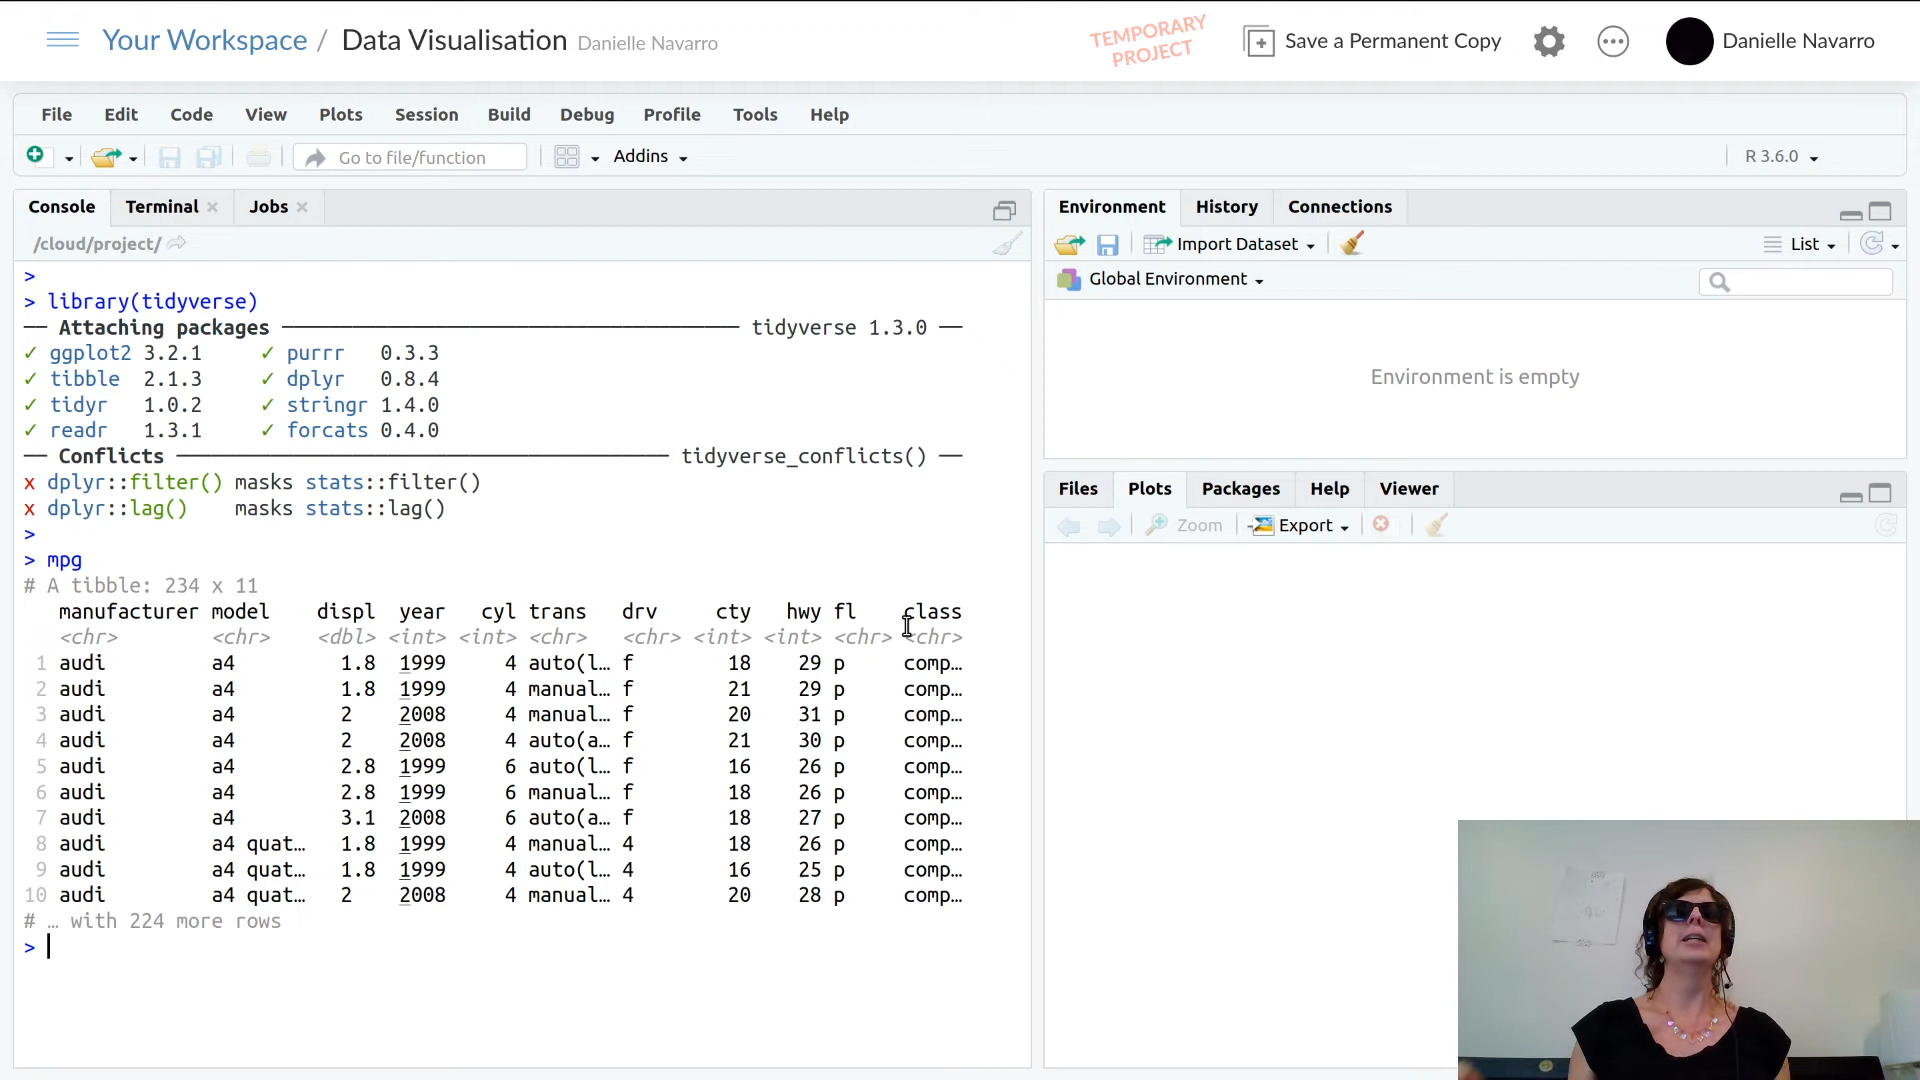 Your Workspace / Data Visualisation Danielle Navarro
TEMPORARY PROJECT
Save a Permanent Copy
Danielle Navarro
File Edit Code View Plots Session Build Debug Profile Tools Help
Go to file/function
Addins
R 3.6.0
Console Terminal Jobs
/cloud/project/
>
> library(tidyverse)
── Attaching packages ─────────────────────────────────────── tidyverse 1.3.0 ──
✓ ggplot2 3.2.1 ✓ purrr 0.3.3
✓ tibble 2.1.3 ✓ dplyr 0.8.4
✓ tidyr 1.0.2 ✓ stringr 1.4.0
✓ readr 1.3.1 ✓ forcats 0.4.0
── Conflicts ────────────────────────────────────────── tidyverse_conflicts() ──
x dplyr::filter() masks stats::filter()
x dplyr::lag() masks stats::lag()
>
> mpg
# A tibble: 234 x 11
manufacturer model displ year cyl trans drv cty hwy fl class
<chr> <chr> <dbl> <int> <int> <chr> <chr> <int> <int> <chr> <chr>
1 audi a4 1.8 1999 4 auto(l… f 18 29 p comp…
2 audi a4 1.8 1999 4 manual… f 21 29 p comp…
3 audi a4 2 2008 4 manual… f 20 31 p comp…
4 audi a4 2 2008 4 auto(a… f 21 30 p comp…
5 audi a4 2.8 1999 6 auto(l… f 16 26 p comp…
6 audi a4 2.8 1999 6 manual… f 18 26 p comp…
7 audi a4 3.1 2008 6 auto(a… f 18 27 p comp…
8 audi a4 quat… 1.8 1999 4 manual… 4 18 26 p comp…
9 audi a4 quat… 1.8 1999 4 auto(l… 4 16 25 p comp…
10 audi a4 quat… 2 2008 4 manual… 4 20 28 p comp…
# … with 224 more rows
>
Environment History Connections
Import Dataset
List
Global Environment
Environment is empty
Files Plots Packages Help Viewer
Zoom
Export